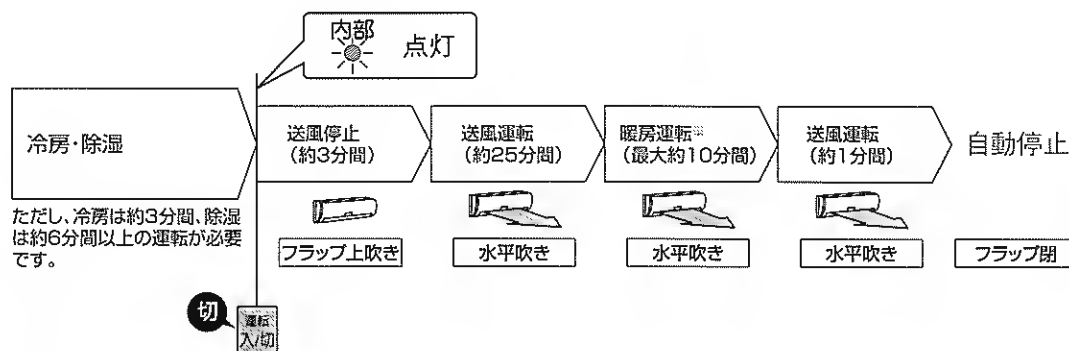 内部
点灯
冷房・除湿
送風停止
(約3分間)
送風運転
(約25分間)
暖房運転※
(最大約10分間)
送風運転
(約1分間)
自動停止
ただし、冷房は約3分間、除湿
は約6分間以上の運転が必要
です。
フラップ上吹き
水平吹き
水平吹き
水平吹き
フラップ閉
切
運転
入/切